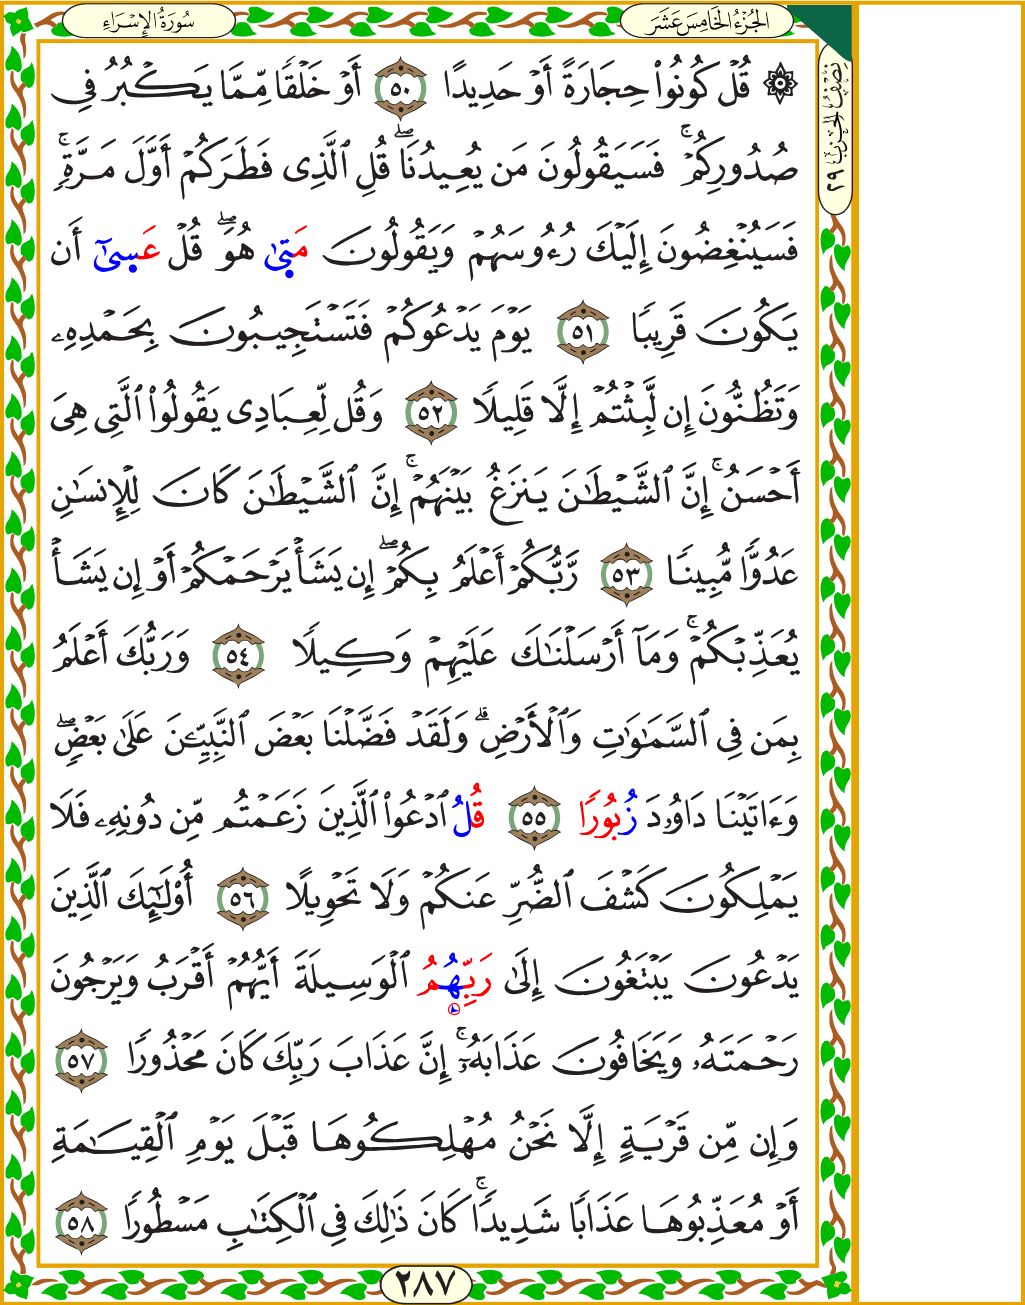 سُورَةُ الإِسْرَاء
الجُزْءُ الخَامِسَ عَشَرَ
نِصْفُ الحِزْبِ ٢٩
۞ قُلْ كُونُوا۟ حِجَارَةً أَوْ حَدِيدًا ٥٠ أَوْ خَلْقًا مِّمَّا يَكْبُرُ فِى
صُدُورِكُمْ ۚ فَسَيَقُولُونَ مَن يُعِيدُنَا ۖ قُلِ ٱلَّذِى فَطَرَكُمْ أَوَّلَ مَرَّةٍ ۚ
فَسَيُنْغِضُونَ إِلَيْكَ رُءُوسَهُمْ وَيَقُولُونَ مَتىٰ هُوَ ۖ قُلْ عَسىٰٓ أَن
يَكُونَ قَرِيبًا ٥١ يَوْمَ يَدْعُوكُمْ فَتَسْتَجِيبُونَ بِحَمْدِهِۦ
وَتَظُنُّونَ إِن لَّبِثْتُمْ إِلَّا قَلِيلًا ٥٢ وَقُل لِّعِبَادِى يَقُولُوا۟ ٱلَّتِى هِىَ
أَحْسَنُ ۚ إِنَّ ٱلشَّيْطَٰنَ يَنزَغُ بَيْنَهُمْ ۚ إِنَّ ٱلشَّيْطَٰنَ كَانَ لِلْإِنسَٰنِ
عَدُوًّا مُّبِينًا ٥٣ رَّبُّكُمْ أَعْلَمُ بِكُمْ ۖ إِن يَشَأْ يَرْحَمْكُمْ أَوْ إِن يَشَأْ
يُعَذِّبْكُمْ ۚ وَمَآ أَرْسَلْنَٰكَ عَلَيْهِمْ وَكِيلًا ٥٤ وَرَبُّكَ أَعْلَمُ
بِمَن فِى ٱلسَّمَٰوَٰتِ وَٱلْأَرْضِ ۗ وَلَقَدْ فَضَّلْنَا بَعْضَ ٱلنَّبِيِّـۧنَ عَلَىٰ بَعْضٍ ۖ
وَءَاتَيْنَا دَاوُۥدَ زُبُورًا ٥٥ قُلُ ٱدْعُوا۟ ٱلَّذِينَ زَعَمْتُم مِّن دُونِهِۦ فَلَا
يَمْلِكُونَ كَشْفَ ٱلضُّرِّ عَنكُمْ وَلَا تَحْوِيلًا ٥٦ أُو۟لَٰٓئِكَ ٱلَّذِينَ
يَدْعُونَ يَبْتَغُونَ إِلَىٰ رَبِّهُمُ ٱلْوَسِيلَةَ أَيُّهُمْ أَقْرَبُ وَيَرْجُونَ
رَحْمَتَهُۥ وَيَخَافُونَ عَذَابَهُۥٓ ۚ إِنَّ عَذَابَ رَبِّكَ كَانَ مَحْذُورًا ٥٧
وَإِن مِّن قَرْيَةٍ إِلَّا نَحْنُ مُهْلِكُوهَا قَبْلَ يَوْمِ ٱلْقِيَٰمَةِ
أَوْ مُعَذِّبُوهَا عَذَابًا شَدِيدًا ۚ كَانَ ذَٰلِكَ فِى ٱلْكِتَٰبِ مَسْطُورًا ٥٨
٢٨٧